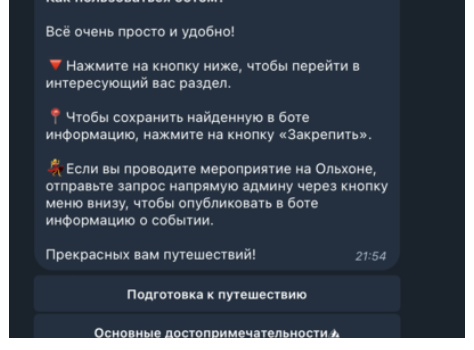 Как пользоваться ботом?
Всё очень просто и удобно!
🔻 Нажмите на кнопку ниже, чтобы перейти в
интересующий вас раздел.
📍 Чтобы сохранить найденную в боте
информацию, нажмите на кнопку «Закрепить».
💃 Если вы проводите мероприятие на Ольхоне,
отправьте запрос напрямую админу через кнопку
меню внизу, чтобы опубликовать в боте
информацию о событии.
Прекрасных вам путешествий!
21:54
Подготовка к путешествию
Основные достопримечательности